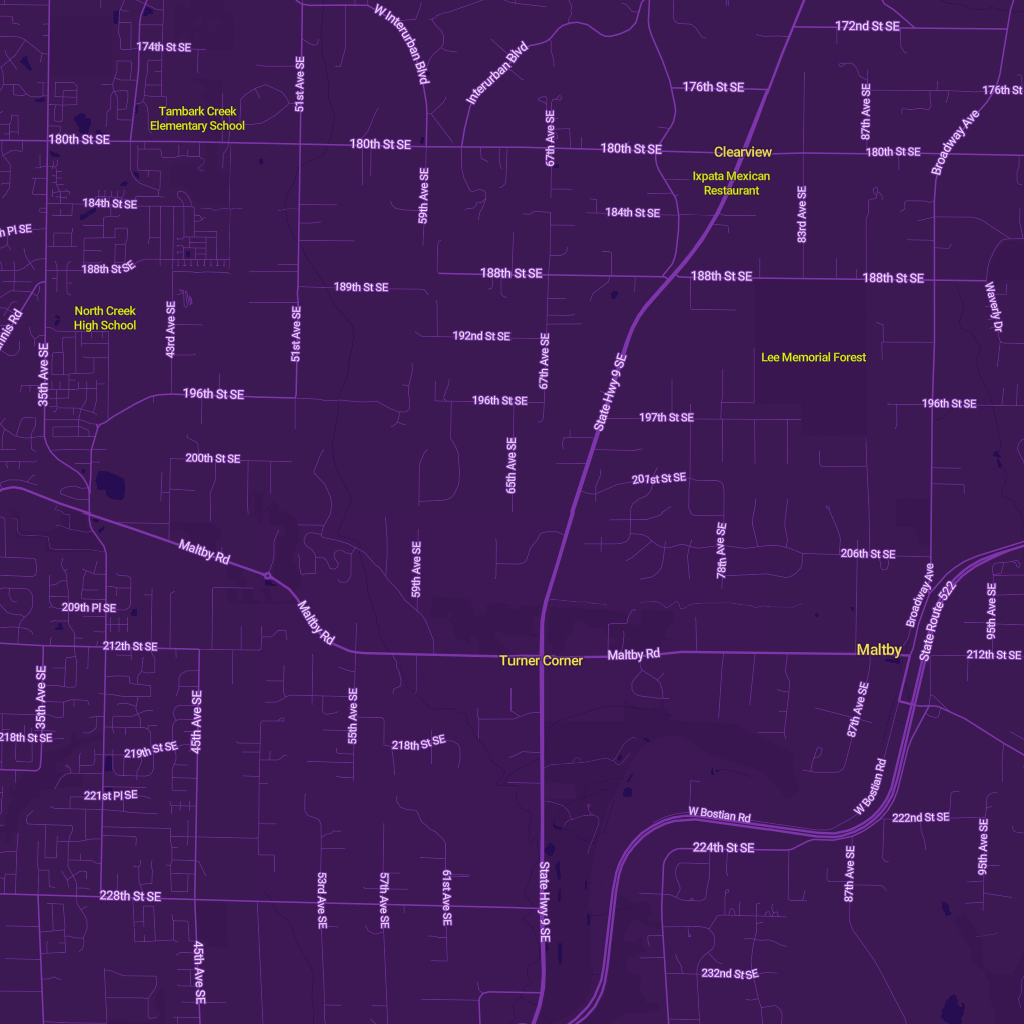 W Interurban Blvd
172nd St SE
174th St SE
Interurban Blvd
51st Ave SE
176th St SE
176th St
87th Ave SE
Tambark Creek
Elementary School
67th Ave SE
Broadway Ave
180th St SE
180th St SE
180th St SE
Clearview
180th St SE
Ixpata Mexican
Restaurant
59th Ave SE
83rd Ave SE
184th St SE
184th St SE
h Pl SE
188th St SE
188th St SE
188th St SE
188th St SE
189th St SE
Waverly Dr
North Creek
High School
43rd Ave SE
51st Ave SE
192nd St SE
67th Ave SE
Lee Memorial Forest
35th Ave SE
State Hwy 9 SE
196th St SE
196th St SE
196th St SE
197th St SE
200th St SE
65th Ave SE
201st St SE
Maltby Rd
59th Ave SE
78th Ave SE
206th St SE
Broadway Ave
State Route 522
95th Ave SE
209th Pl SE
Maltby Rd
212th St SE
Turner Corner
Maltby Rd
Maltby
212th St SE
35th Ave SE
45th Ave SE
55th Ave SE
87th Ave SE
218th St SE
219th St SE
218th St SE
221st Pl SE
W Bostian Rd
W Bostian Rd
222nd St SE
224th St SE
95th Ave SE
87th Ave SE
228th St SE
53rd Ave SE
57th Ave SE
61st Ave SE
State Hwy 9 SE
45th Ave SE
232nd St SE